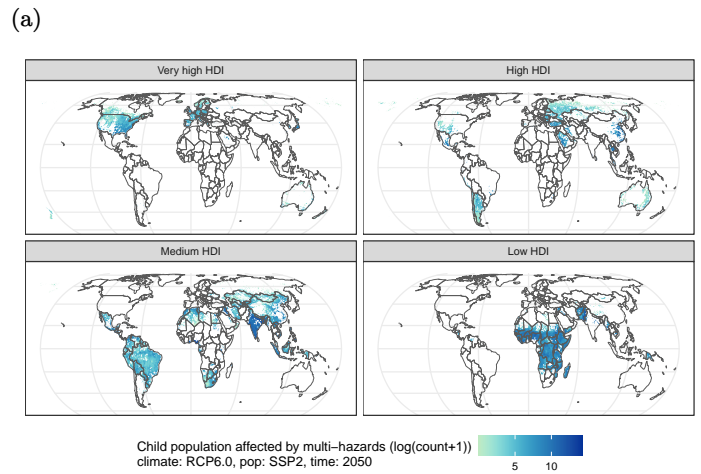 (a)
Very high HDI
High HDI
Medium HDI
Low HDI
Child population affected by multi−hazards (log(count+1))
climate: RCP6.0, pop: SSP2, time: 2050
5 10